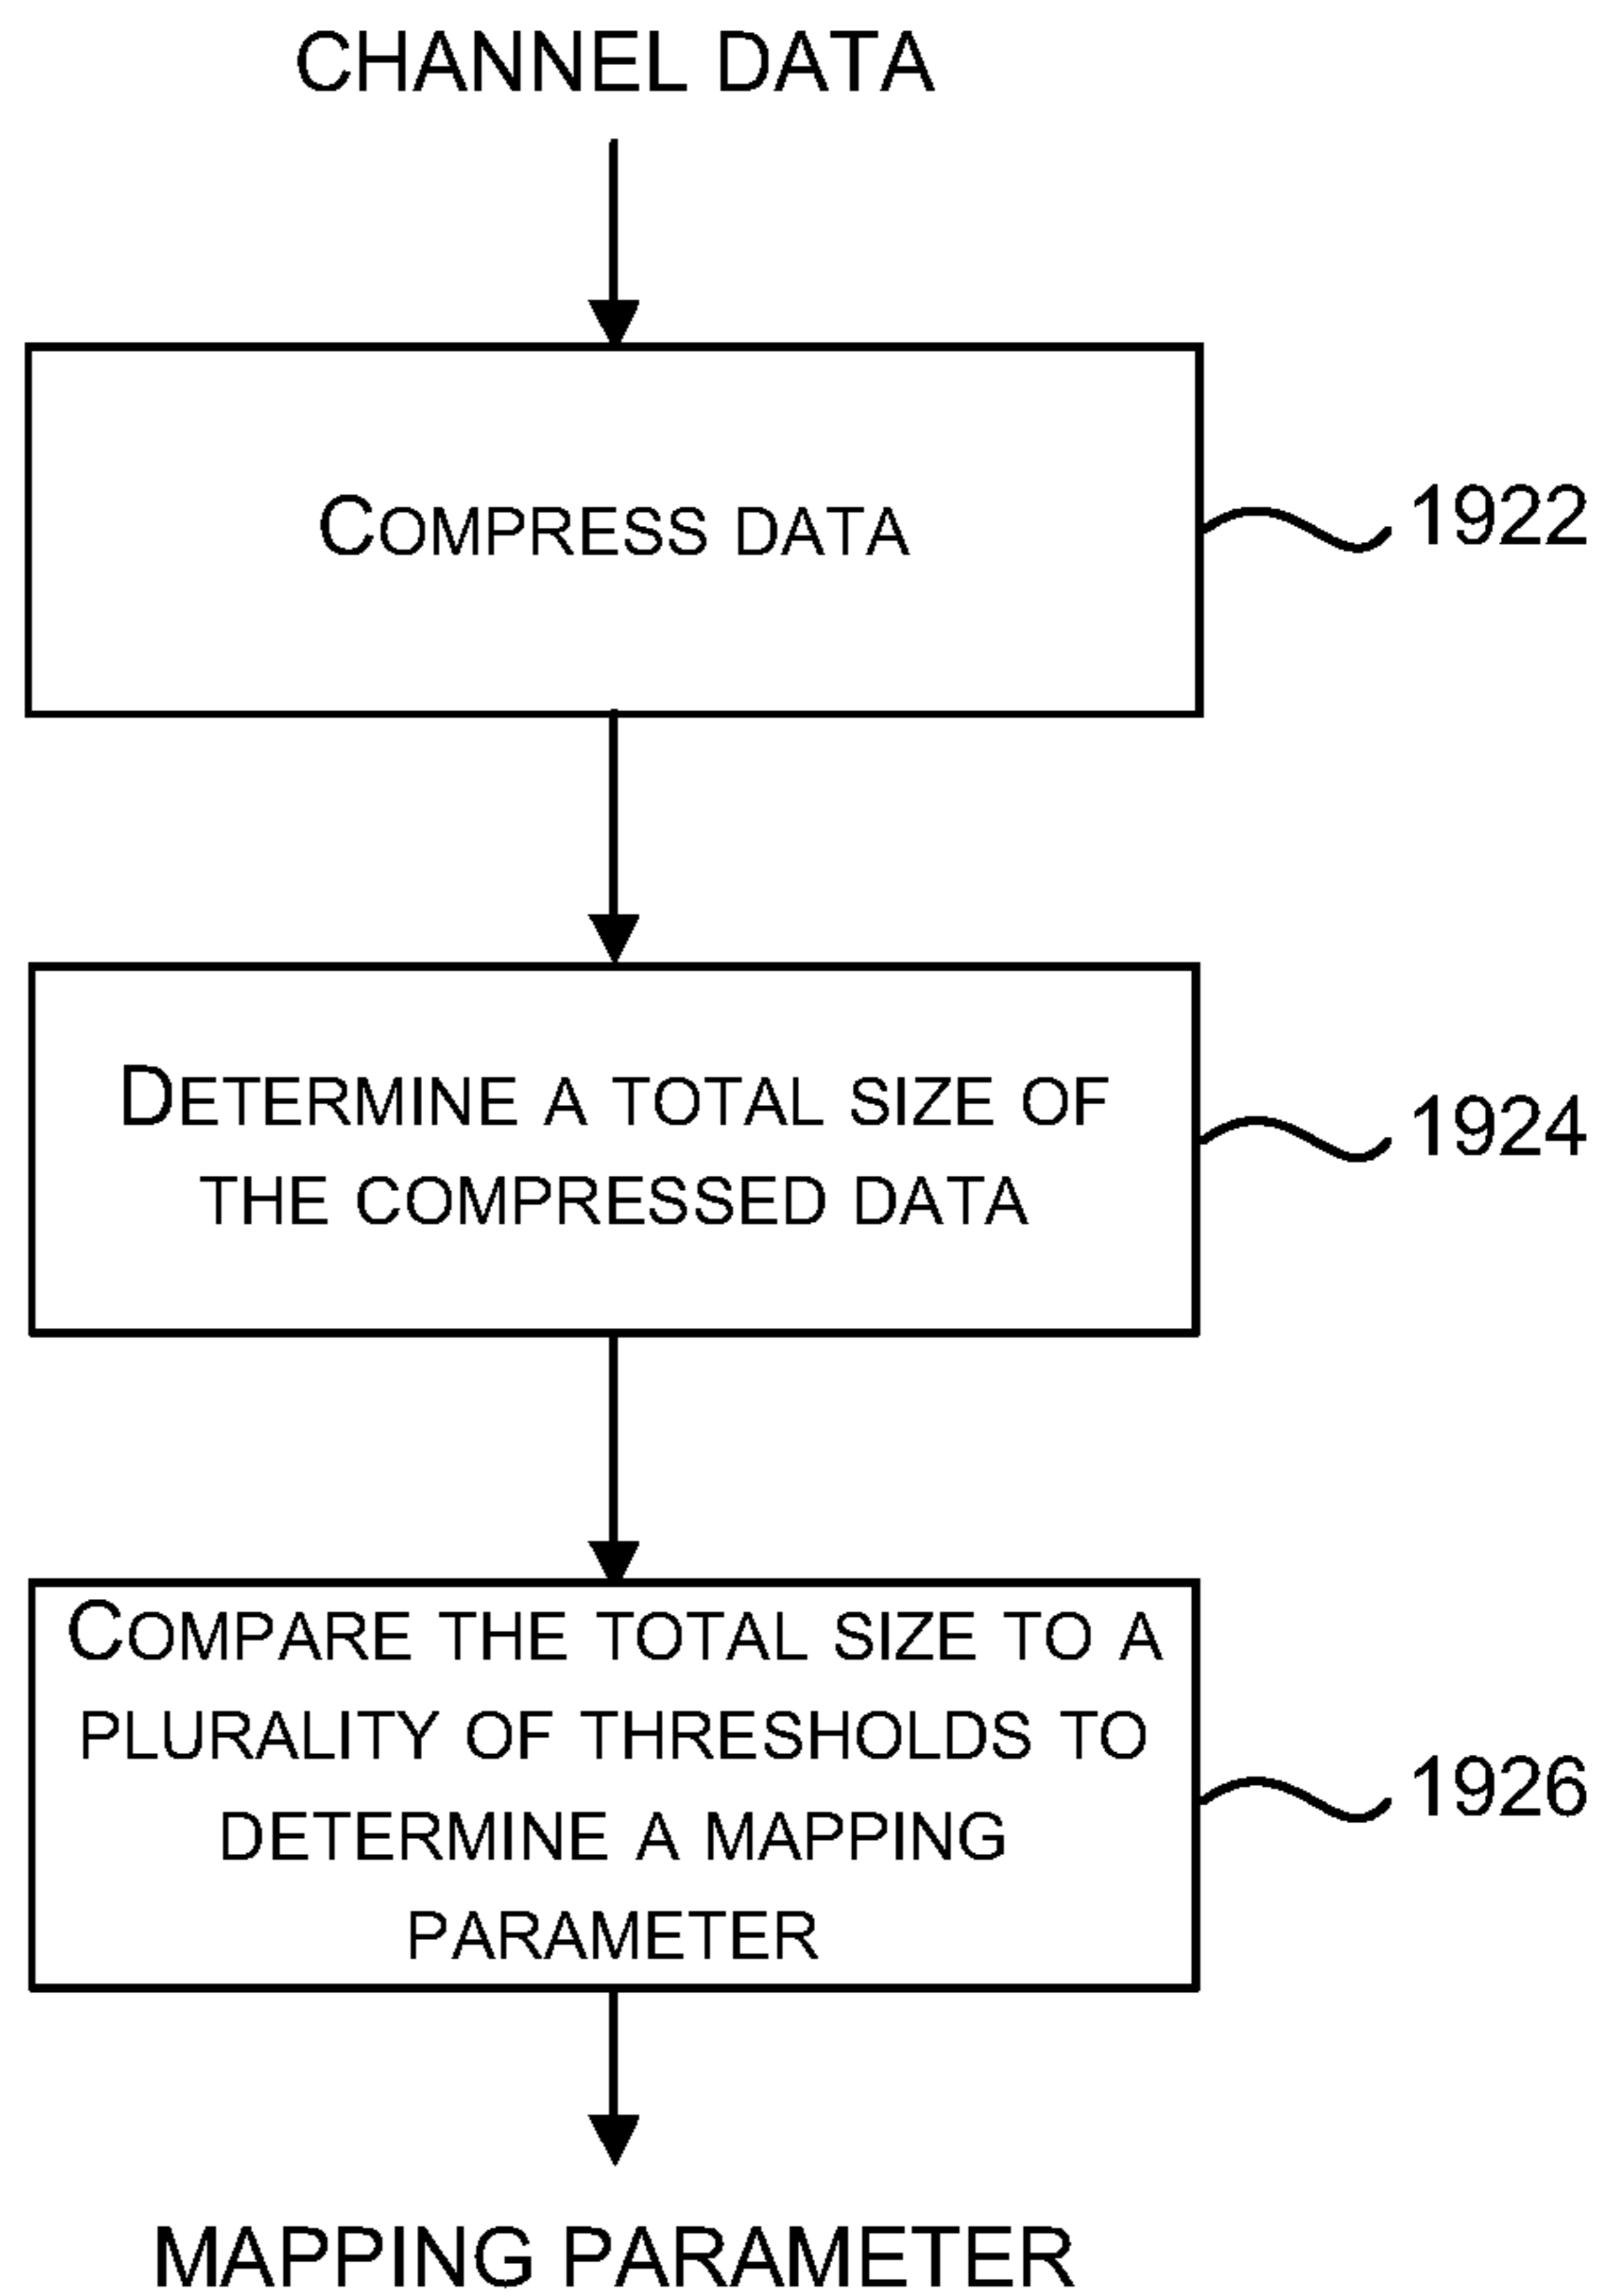 CHANNEL DATA
COMPRESS DATA
1922
DETERMINE A TOTAL SIZE OF
THE COMPRESSED DATA
1924
COMPARE THE TOTAL SIZE TO A
PLURALITY OF THRESHOLDS TO
DETERMINE A MAPPING
PARAMETER
1926
MAPPING PARAMETER